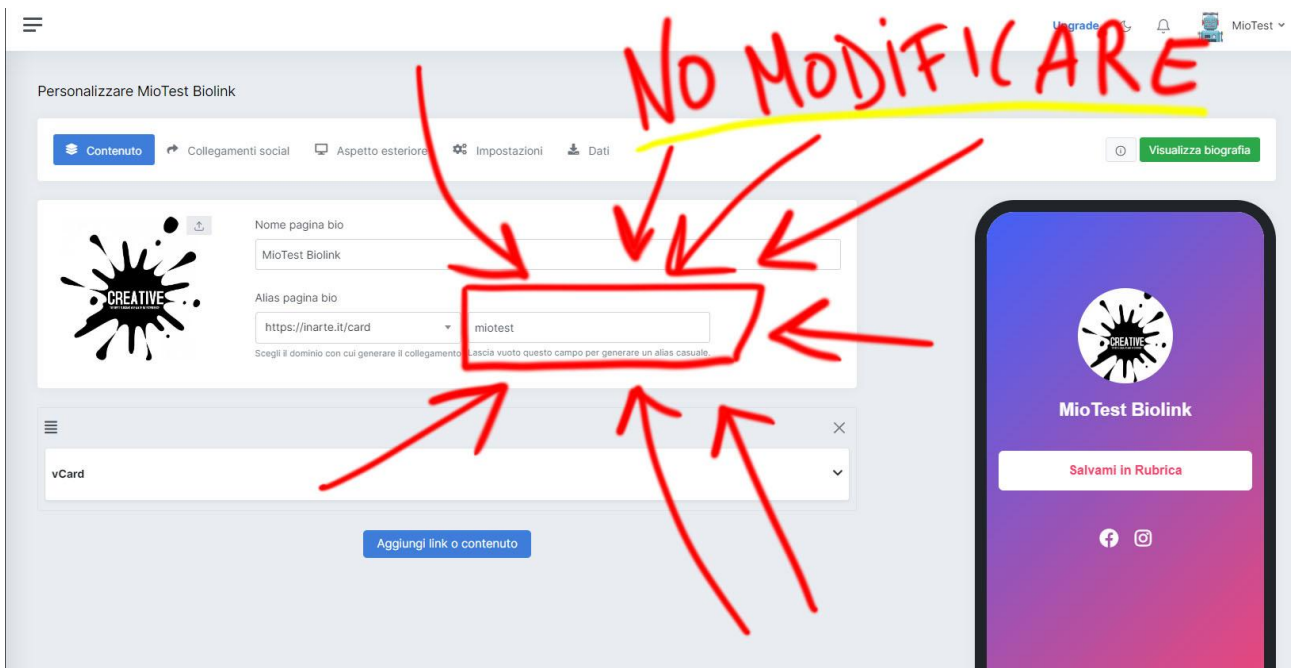 Upgrade
MioTest
NO MODIFICARE
Personalizzare MioTest Biolink
Contenuto
Collegamenti social
Aspetto esteriore
Impostazioni
Dati
Visualizza biografia
Nome pagina bio
MioTest Biolink
CREATIVE
Alias pagina bio
https://inarte.it/card
miotest
Scegli il dominio con cui generare il collegamento
Lascia vuoto questo campo per generare un alias casuale.
vCard
Aggiungi link o contenuto
CREATIVE
MioTest Biolink
Salvami in Rubrica